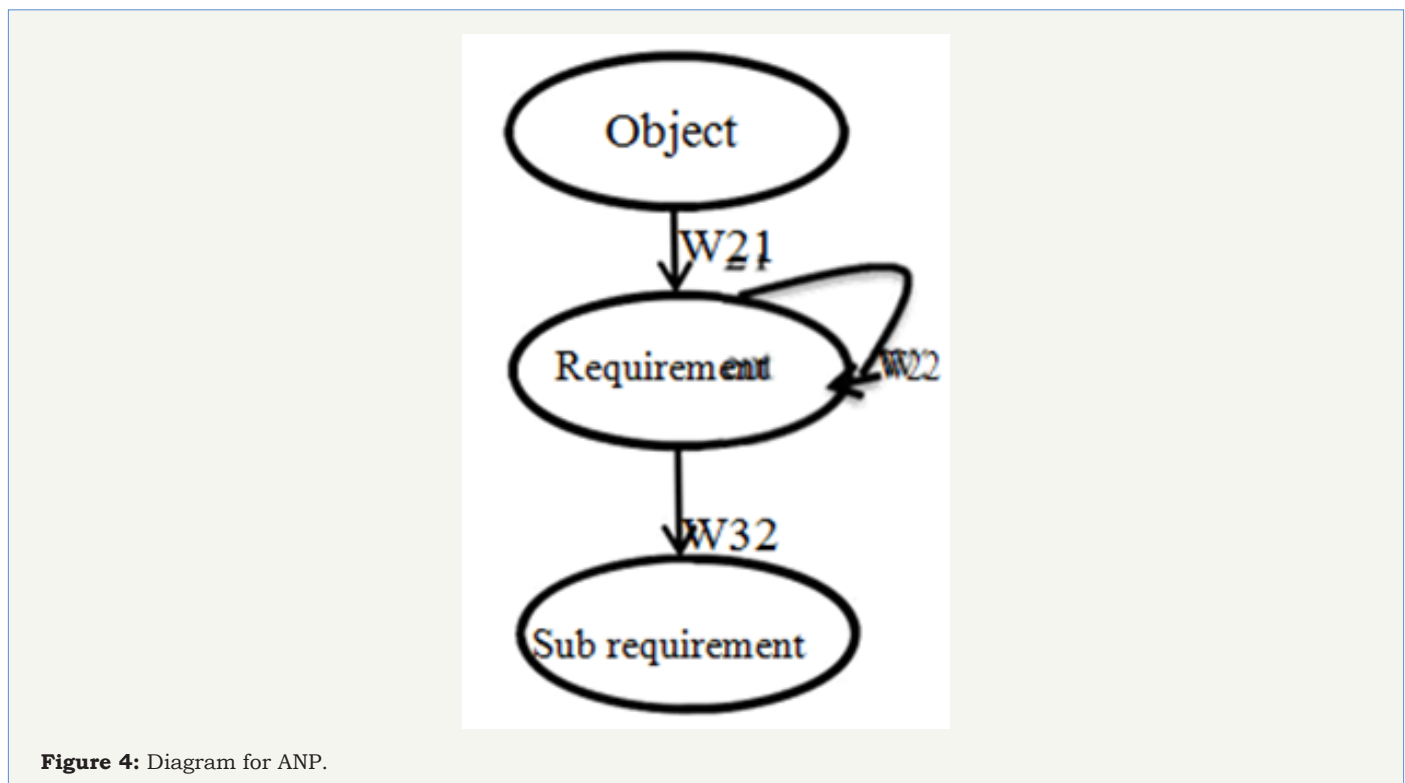 Object
W21
Requirement
W22
W32
Sub requirement
Figure 4: Diagram for ANP.